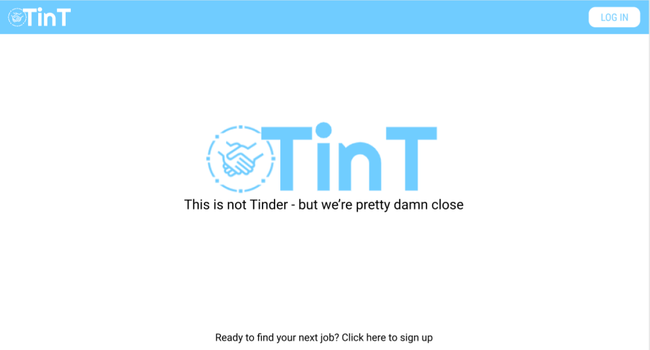 TinT
LOG IN
TinT
This is not Tinder - but we’re pretty damn close
Ready to find your next job? Click here to sign up